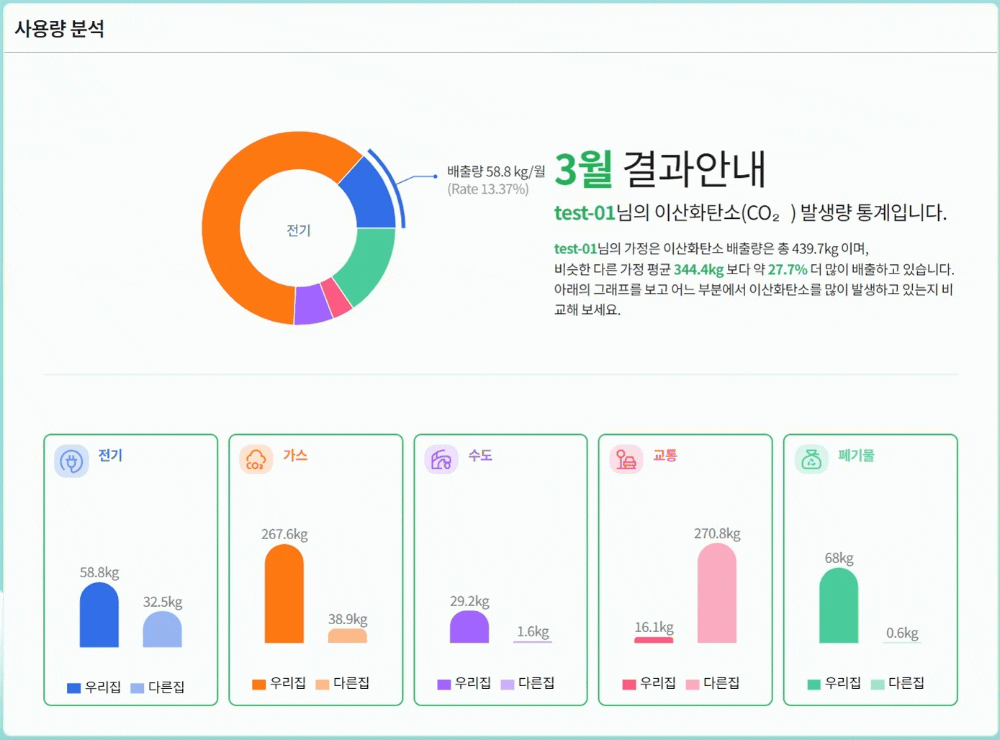 사용량 분석
전기
배출량 58.8 kg/월
(Rate 13.37%)
3월 결과안내
test-01님의 이산화탄소(CO₂ ) 발생량 통계입니다.
test-01님의 가정은 이산화탄소 배출량은 총 439.7kg 이며,
비슷한 다른 가정 평균 344.4kg 보다 약 27.7% 더 많이 배출하고 있습니다.
아래의 그래프를 보고 어느 부분에서 이산화탄소를 많이 발생하고 있는지 비
교해 보세요.
전기
58.8kg
32.5kg
우리집 다른집
CO2
가스
267.6kg
38.9kg
우리집 다른집
수도
29.2kg
1.6kg
우리집 다른집
교통
16.1kg
270.8kg
우리집 다른집
폐기물
68kg
0.6kg
우리집 다른집